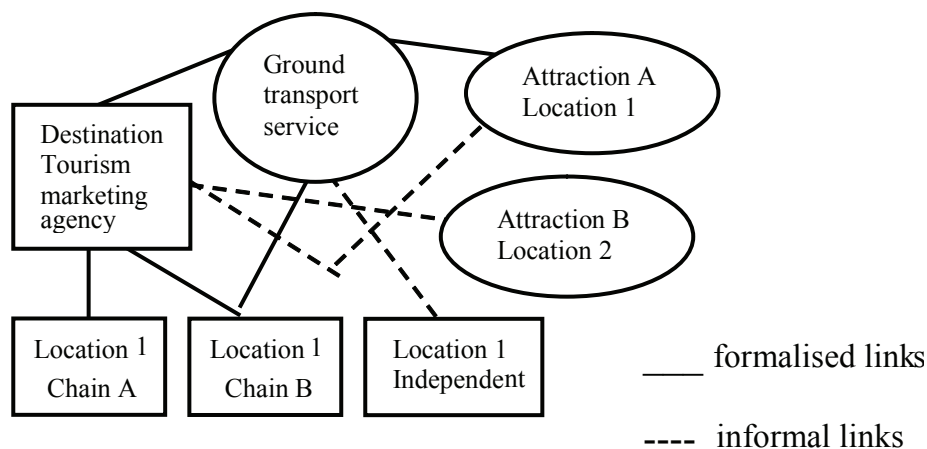 Ground
transport
service
Attraction A
Location 1
Destination
Tourism
marketing
agency
Attraction B
Location 2
Location 1
Chain A
Location 1
Chain B
Location 1
Independent
formalised links
informal links